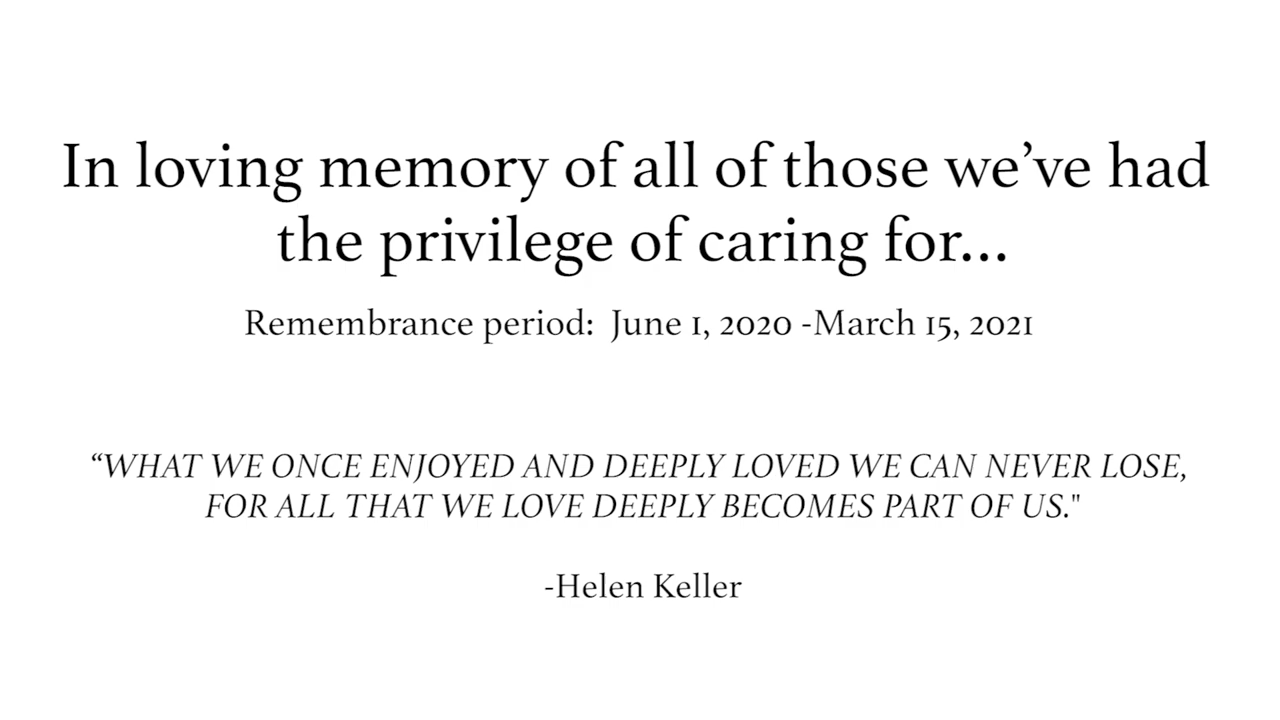 In loving memory of all of those we’ve had
the privilege of caring for...
Remembrance period:  June 1, 2020 -March 15, 2021
“WHAT WE ONCE ENJOYED AND DEEPLY LOVED WE CAN NEVER LOSE,
FOR ALL THAT WE LOVE DEEPLY BECOMES PART OF US."
-Helen Keller